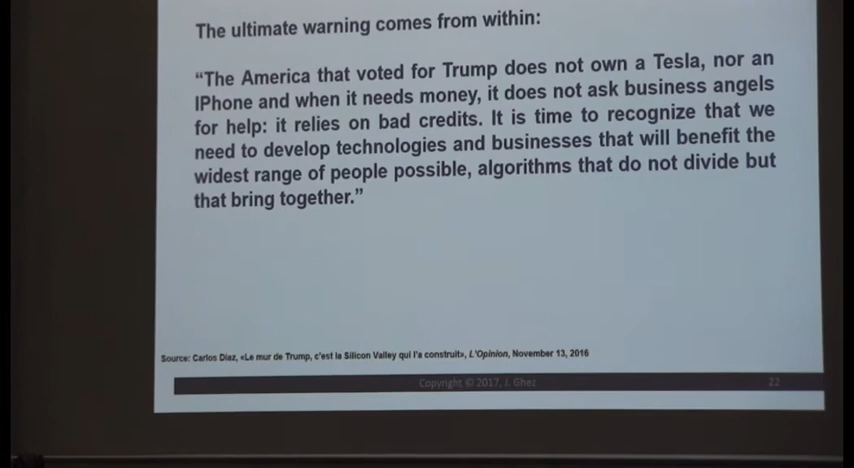 The ultimate warning comes from within:
“The America that voted for Trump does not own a Tesla, nor an
IPhone and when it needs money, it does not ask business angels
for help: it relies on bad credits. It is time to recognize that we
need to develop technologies and businesses that will benefit the
widest range of people possible, algorithms that do not divide but
that bring together.”
Source: Carlos Diaz, «Le mur de Trump, c'est la Silicon Valley qui l'a construit», L'Opinion, November 13, 2016
Copyright © 2017, J. Ghez
22